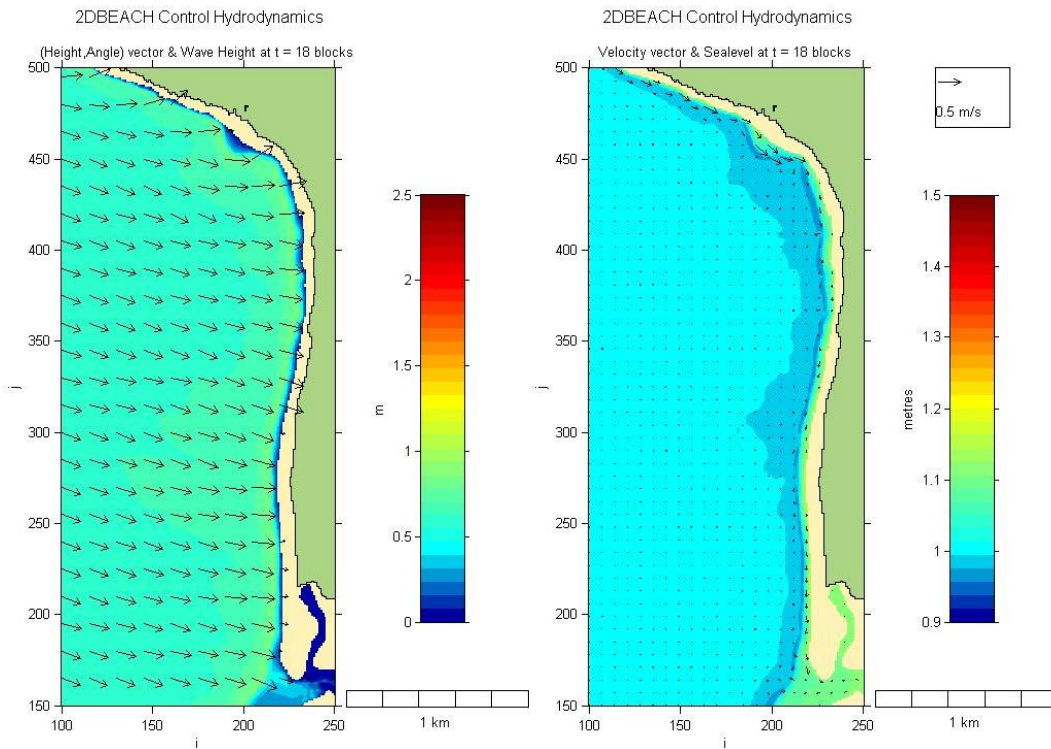 2DBEACH Control Hydrodynamics
(Height,Angle) vector & Wave Height at t = 18 blocks
500
450
400
350
300
250
200
150
j
r
100
150
200
250
i
2.5
2
1.5
1
0.5
0
m
1 km
2DBEACH Control Hydrodynamics
Velocity vector & Sealevel at t = 18 blocks
500
450
400
350
300
250
200
150
j
r
100
150
200
250
i
0.5 m/s
1.5
1.4
1.3
1.2
1.1
1
0.9
metres
1 km